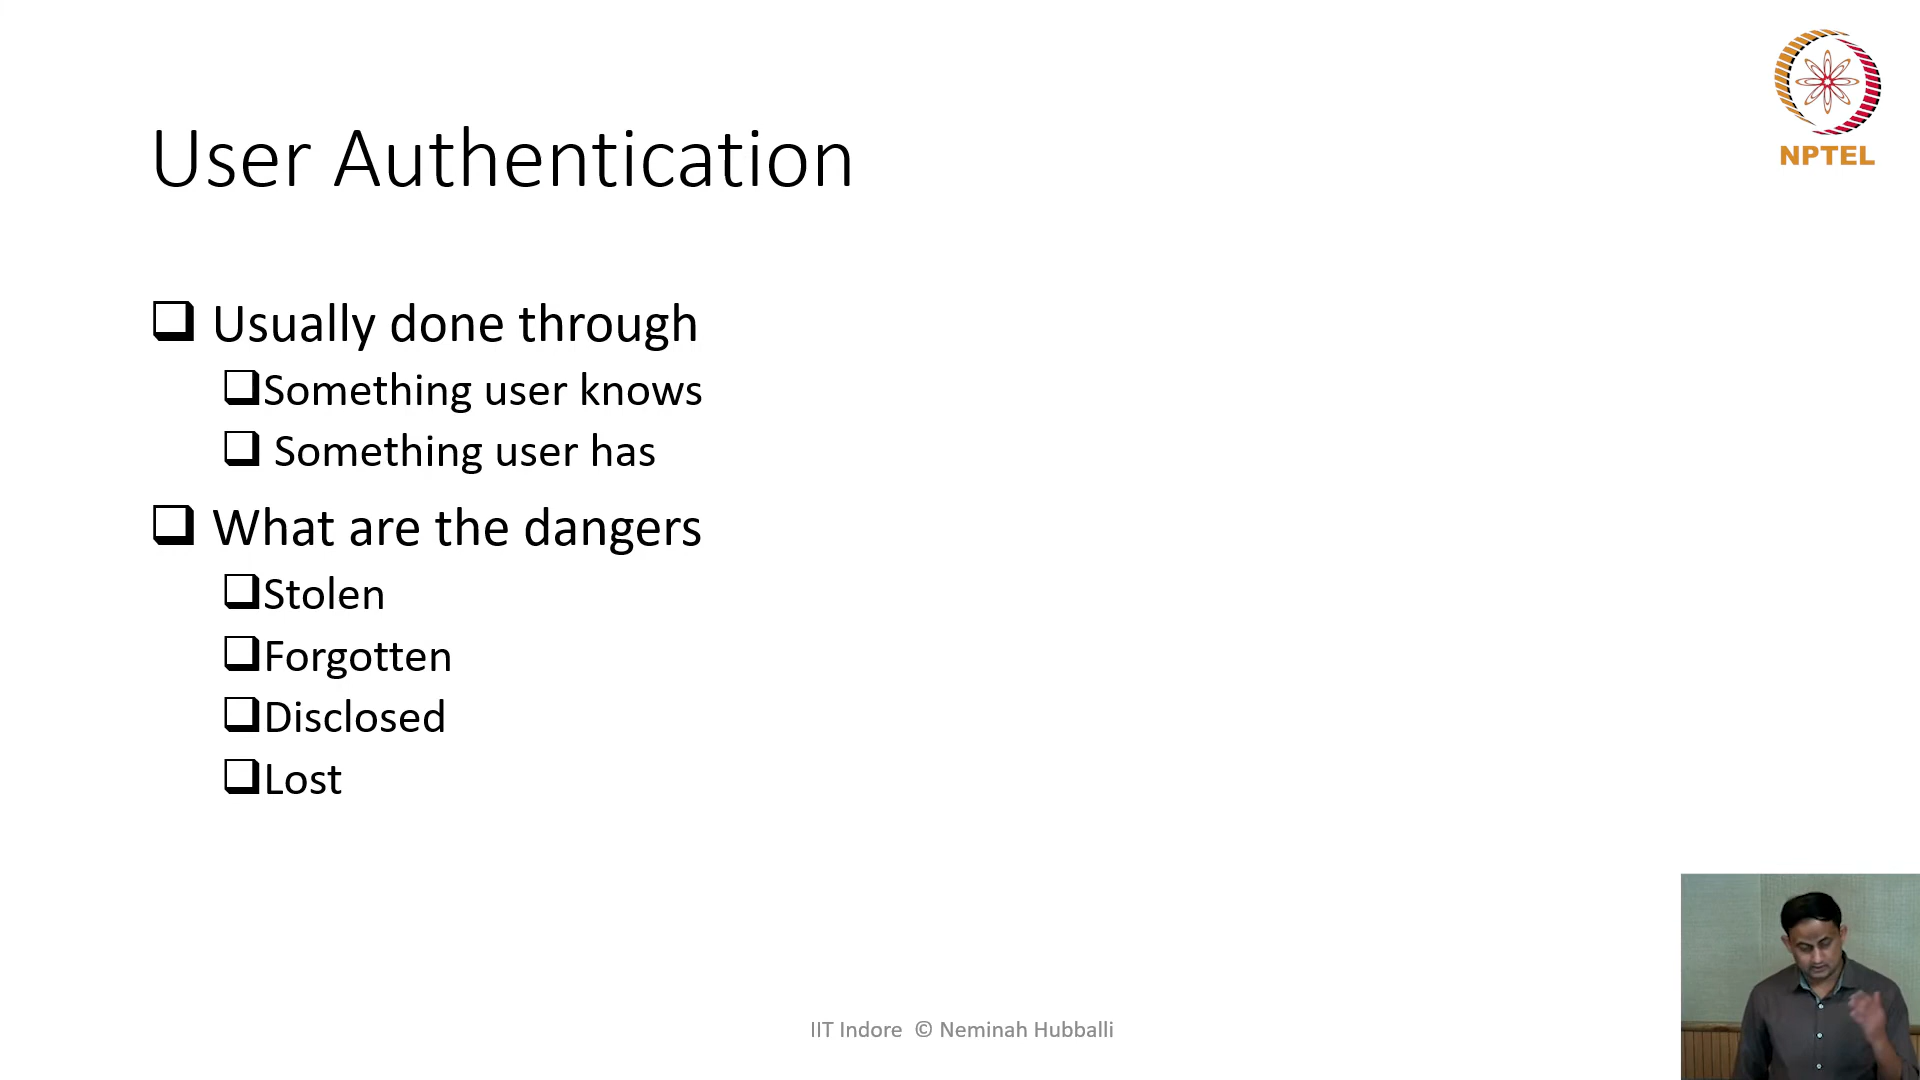 NPTEL
User Authentication
Usually done through
Something user knows
Something user has
What are the dangers
Stolen
Forgotten
Disclosed
Lost
IIT Indore © Neminah Hubballi